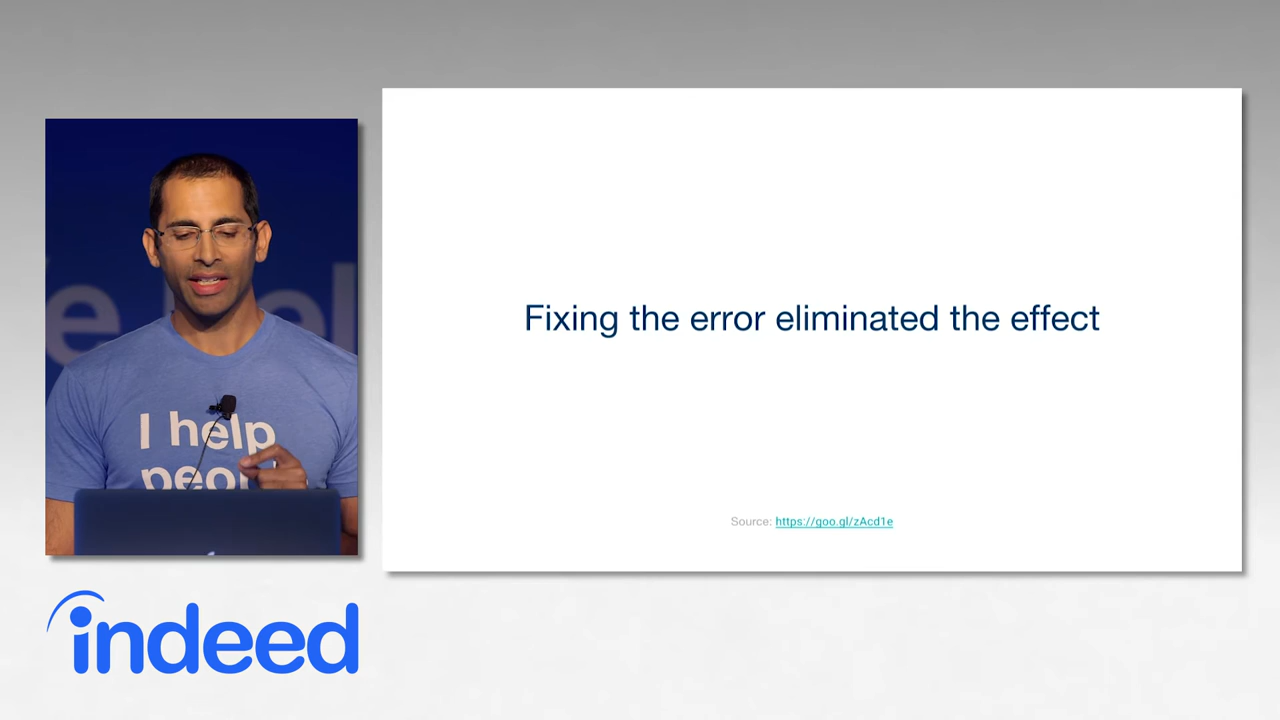 I help
Fixing the error eliminated the effect
Source: https://goo.gl/zAcd1e
indeed